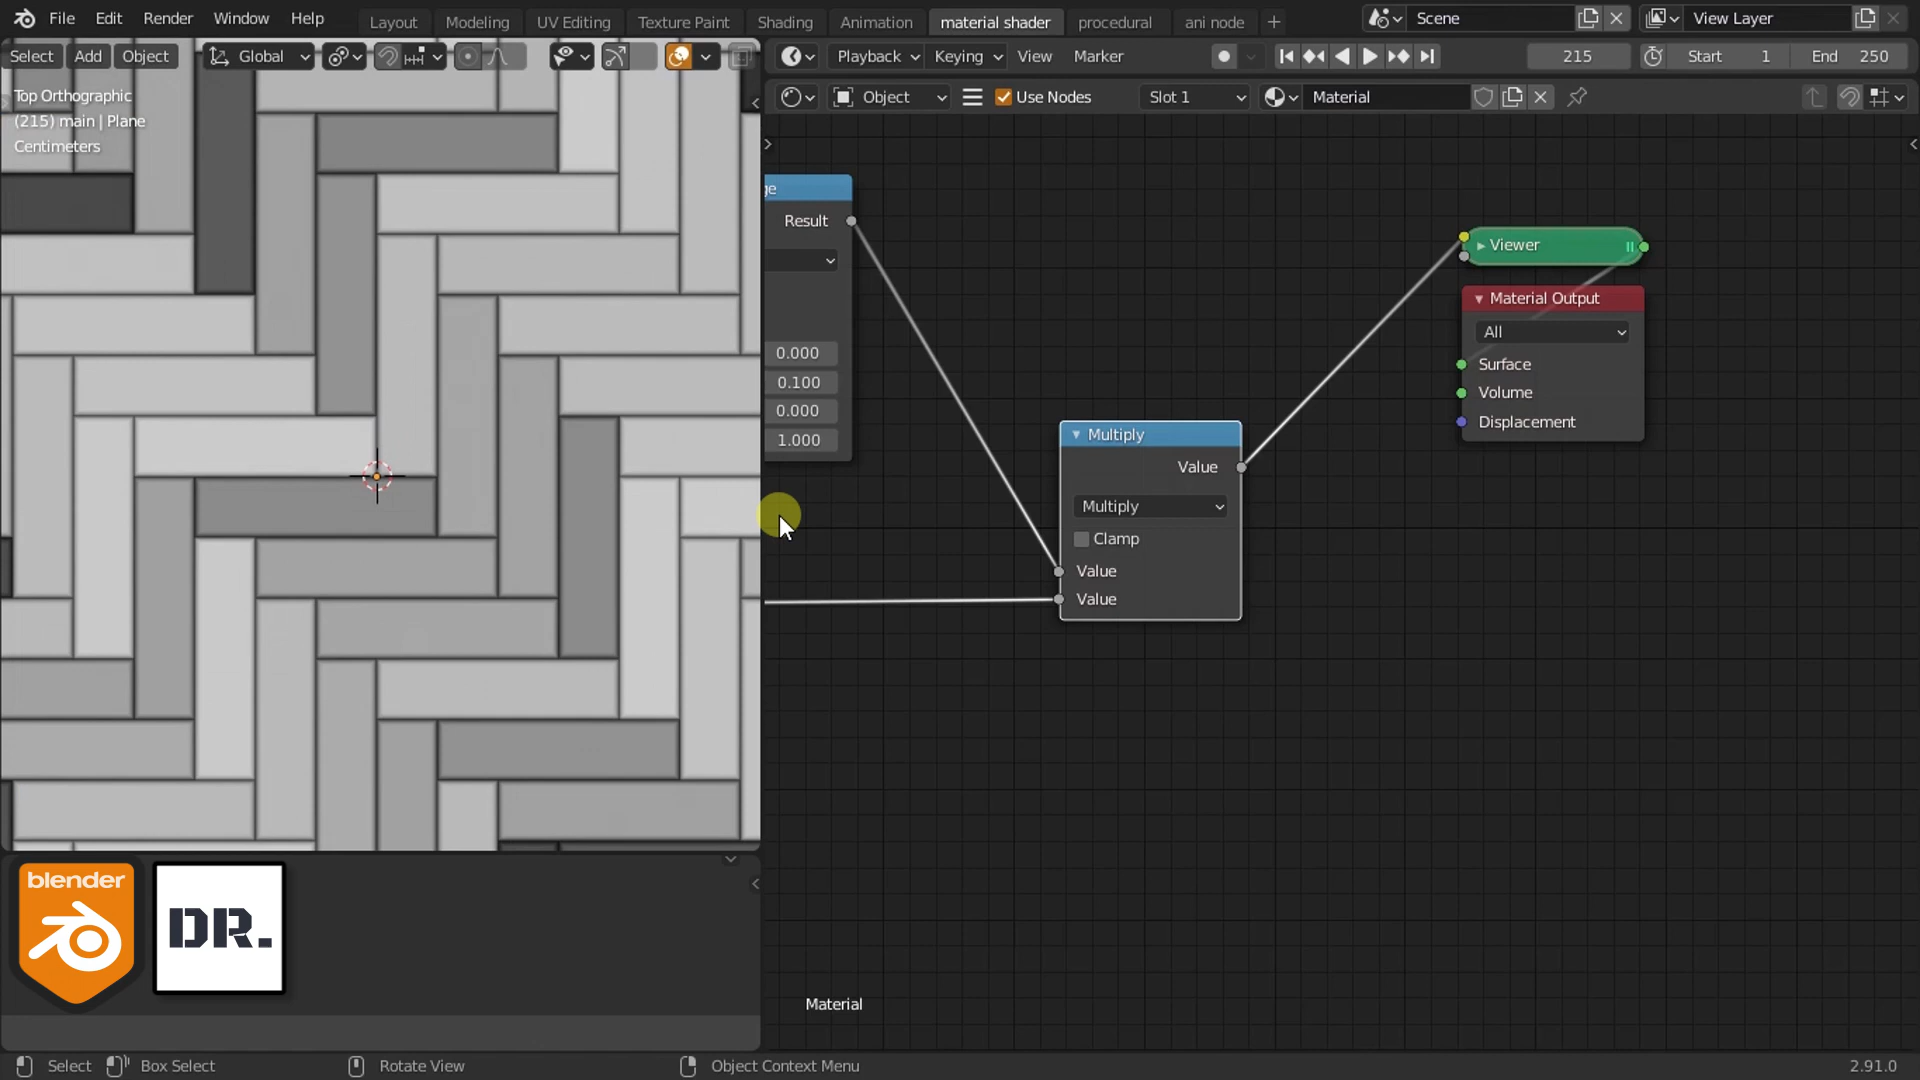 File Edit Render Window Help Layout Modeling UV Editing Texture Paint Shading Animation material shader procedural ani node Scene View Layer
Select Add Object Global Playback Keying View Marker 215 Start 1 End 250
Object Use Nodes Slot 1 Material
Top Orthographic
(215) main | Plane
Centimeters
ge
Result
0.000
0.100
0.000
1.000
Multiply
Value
Multiply
Clamp
Value
Value
Viewer
Material Output
All
Surface
Volume
Displacement
blender
DR.
Material
Select Box Select Rotate View Object Context Menu 2.91.0